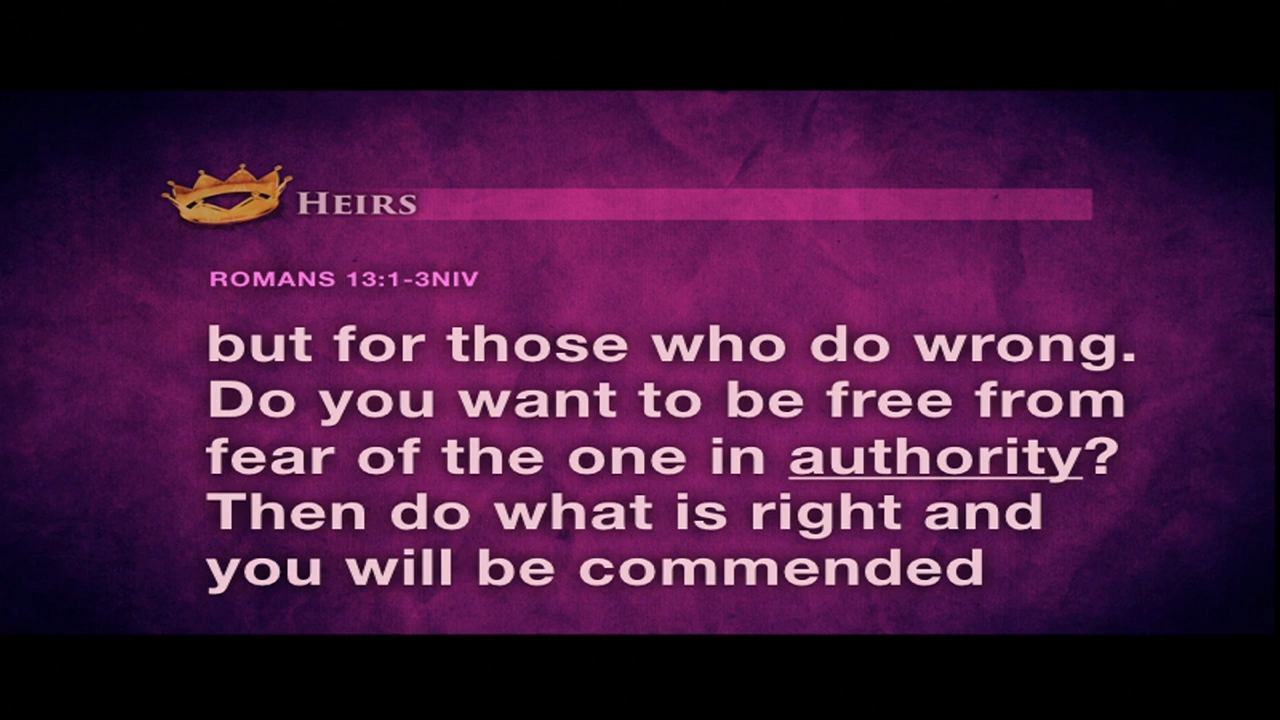 HEIRS
ROMANS 13:1-3NIV
but for those who do wrong.
Do you want to be free from
fear of the one in authority?
Then do what is right and
you will be commended